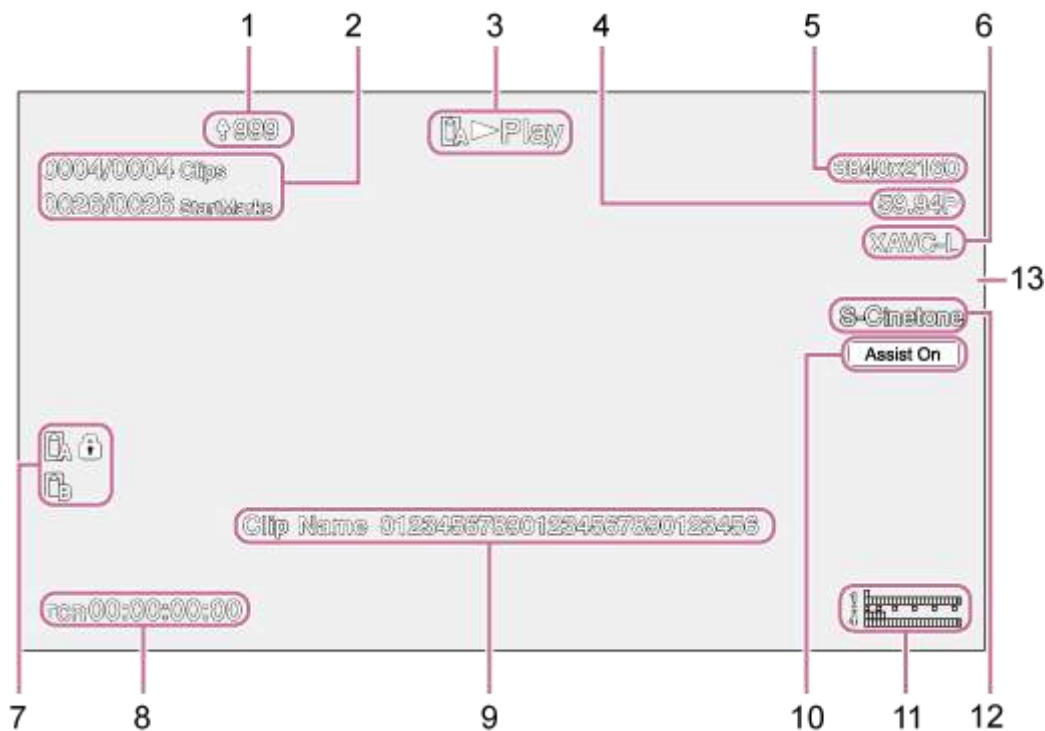 1 2 3 4 5 6
999
A Play
0004/0004 Clips
0026/0026 StartMarks
3840x2160
59.94P
XAVC-L
13
S-Cinetone
Assist On
A
B
Clip Name 012345678901234567890123456
TCR 00:00:00:00
7 8 9 10 11 12